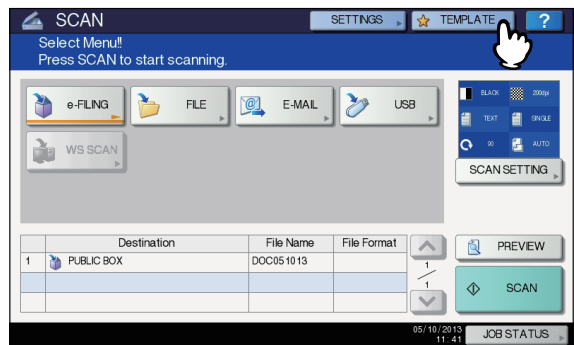 SCAN
SETTINGS
TEMPLATE
?
Select Menu!!
Press SCAN to start scanning.
e-FILING
FILE
E-MAIL
USB
WS SCAN
BLACK
200dpi
TEXT
SINGLE
90
AUTO
SCAN SETTING
Destination File Name File Format
1 PUBLIC BOX DOC051013
1
1
PREVIEW
SCAN
05/10/2013
11:41
JOB STATUS